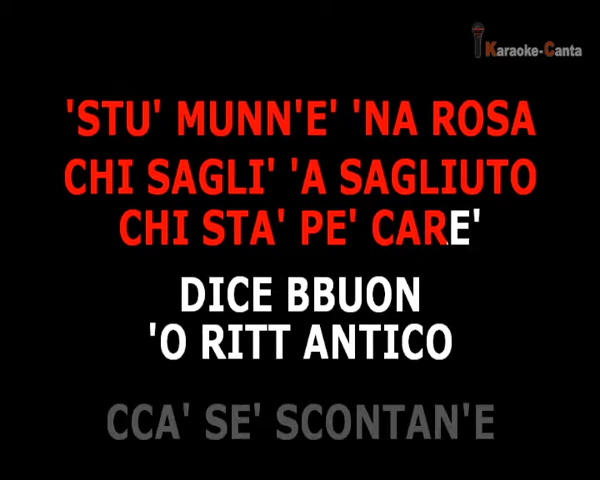 Karaoke-Canta
'STU' MUNN'E' 'NA ROSA
CHI SAGLI' 'A SAGLIUTO
CHI STA' PE' CARE'
DICE BBUON
'O RITT ANTICO
CCA' SE' SCONTAN'E